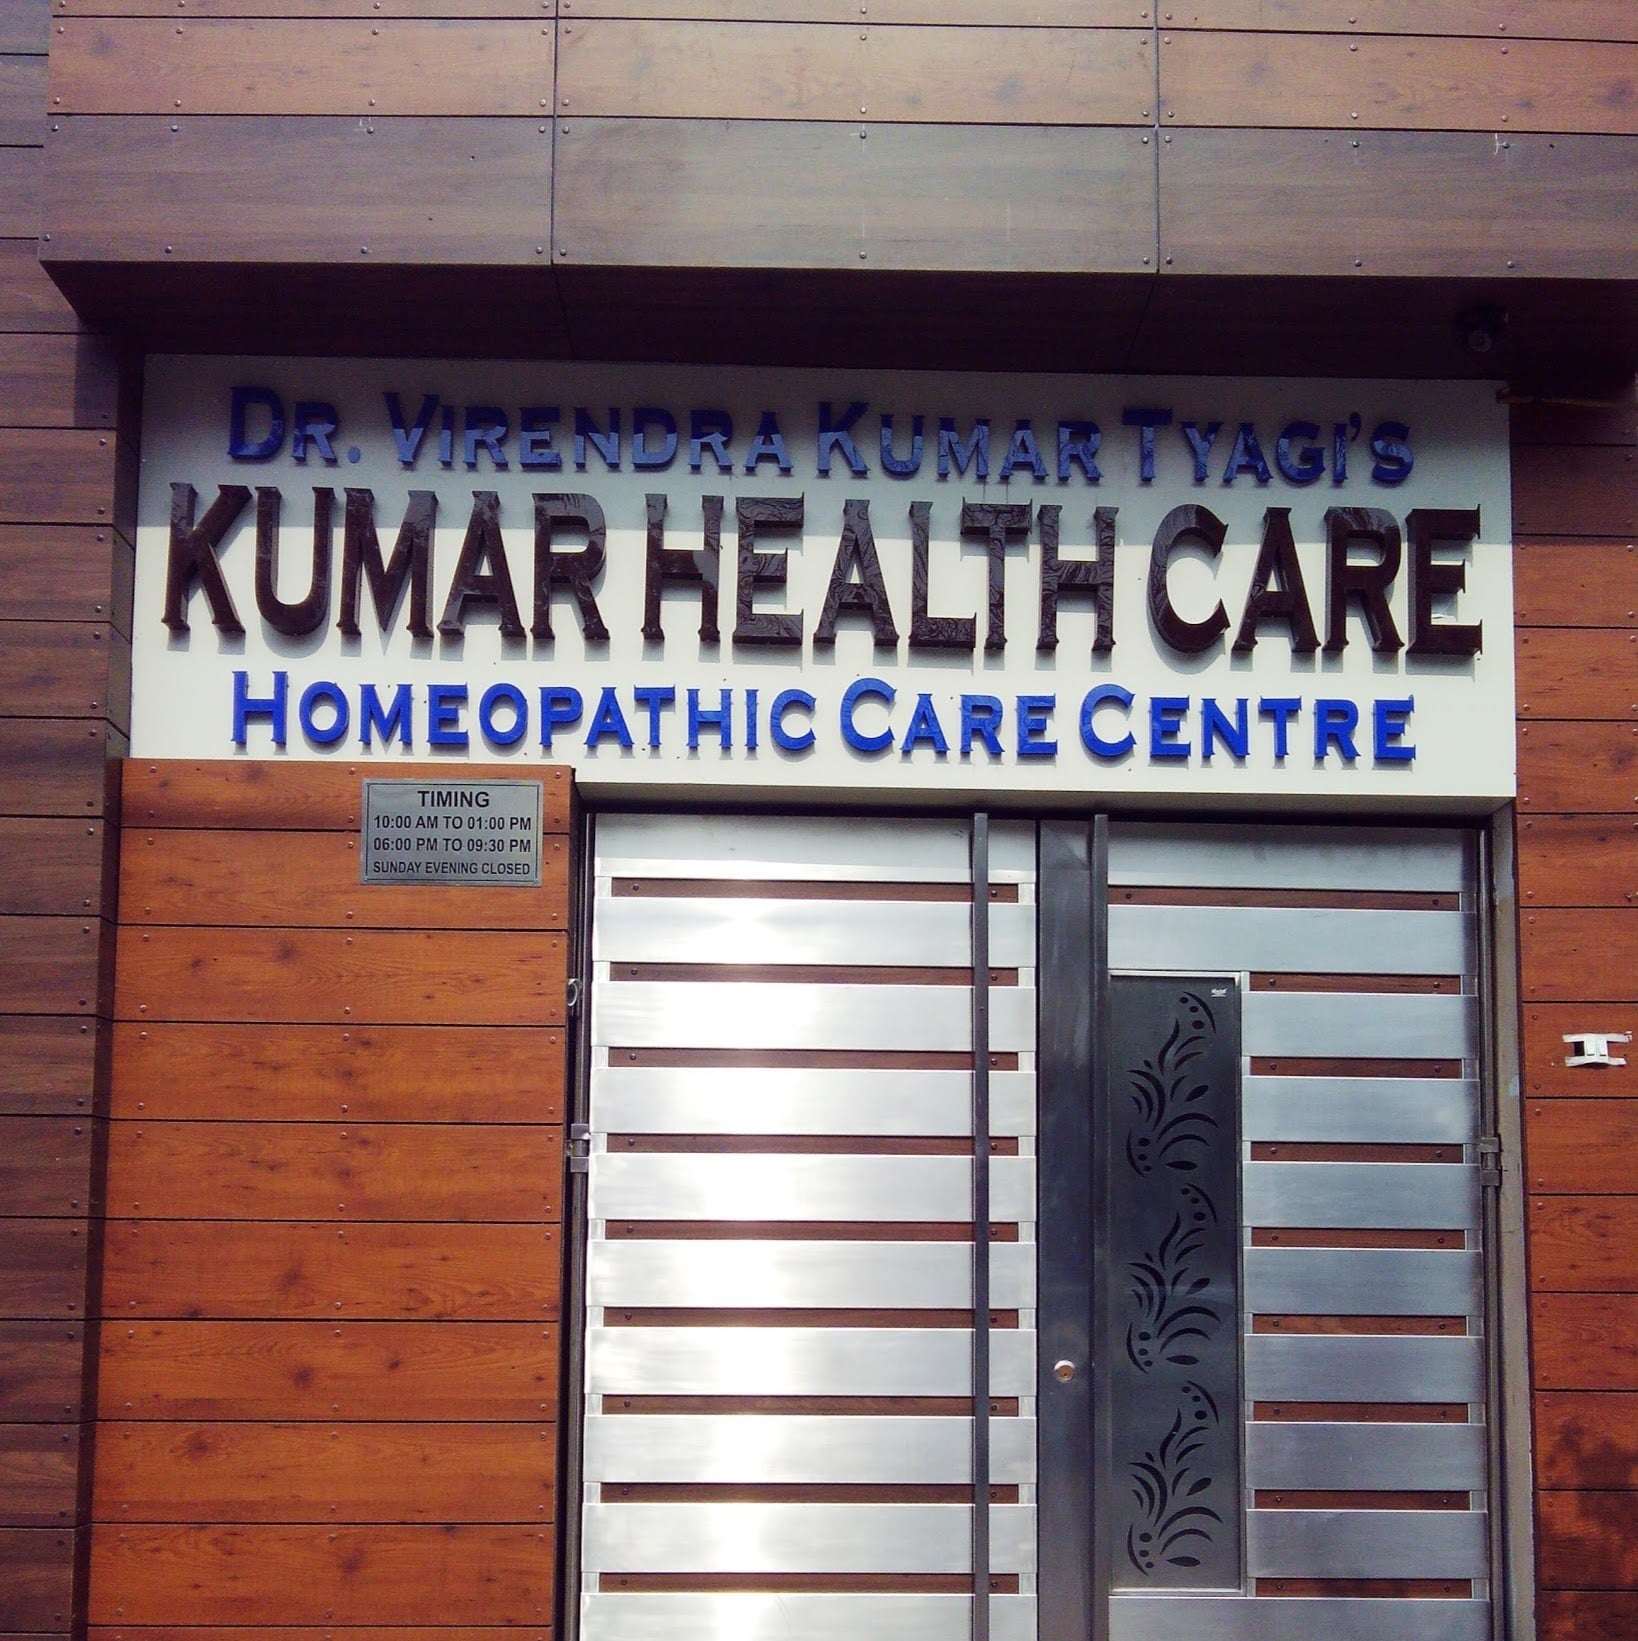 DR. VIRENDRA KUMAR TYAGI'S
KUMAR HEALTH CARE
HOMEOPATHIC CARE CENTRE
TIMING
10:00 AM TO 01:00 PM
06:00 PM TO 09:30 PM
SUNDAY EVENING CLOSED